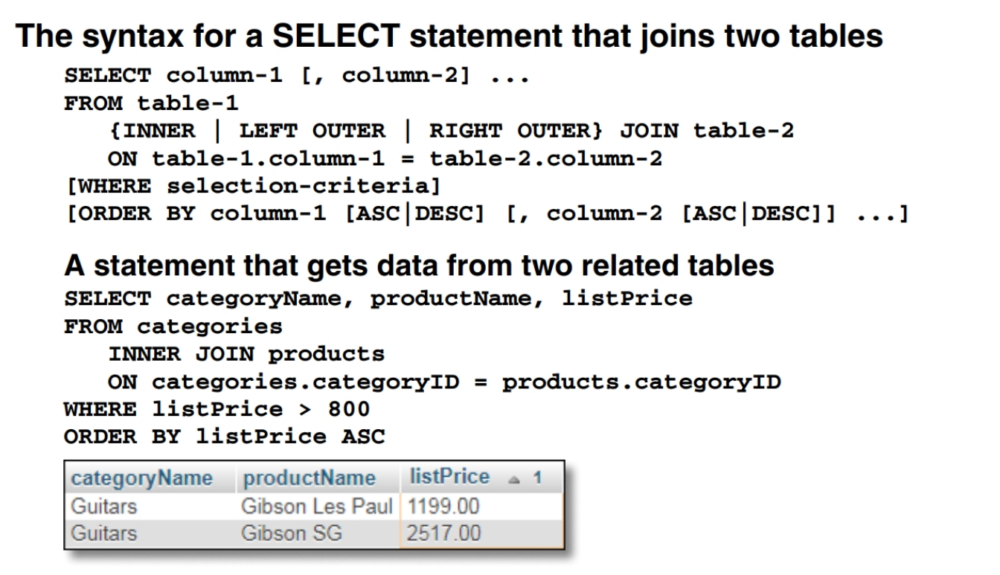 The syntax for a SELECT statement that joins two tables
SELECT column-1 [, column-2] ...
FROM table-1
{INNER | LEFT OUTER | RIGHT OUTER} JOIN table-2
ON table-1.column-1 = table-2.column-2
[WHERE selection-criteria]
[ORDER BY column-1 [ASC|DESC] [, column-2 [ASC|DESC]] ...]
A statement that gets data from two related tables
SELECT categoryName, productName, listPrice
FROM categories
INNER JOIN products
ON categories.categoryID = products.categoryID
WHERE listPrice > 800
ORDER BY listPrice ASC
categoryName productName listPrice 1
Guitars Gibson Les Paul 1199.00
Guitars Gibson SG 2517.00